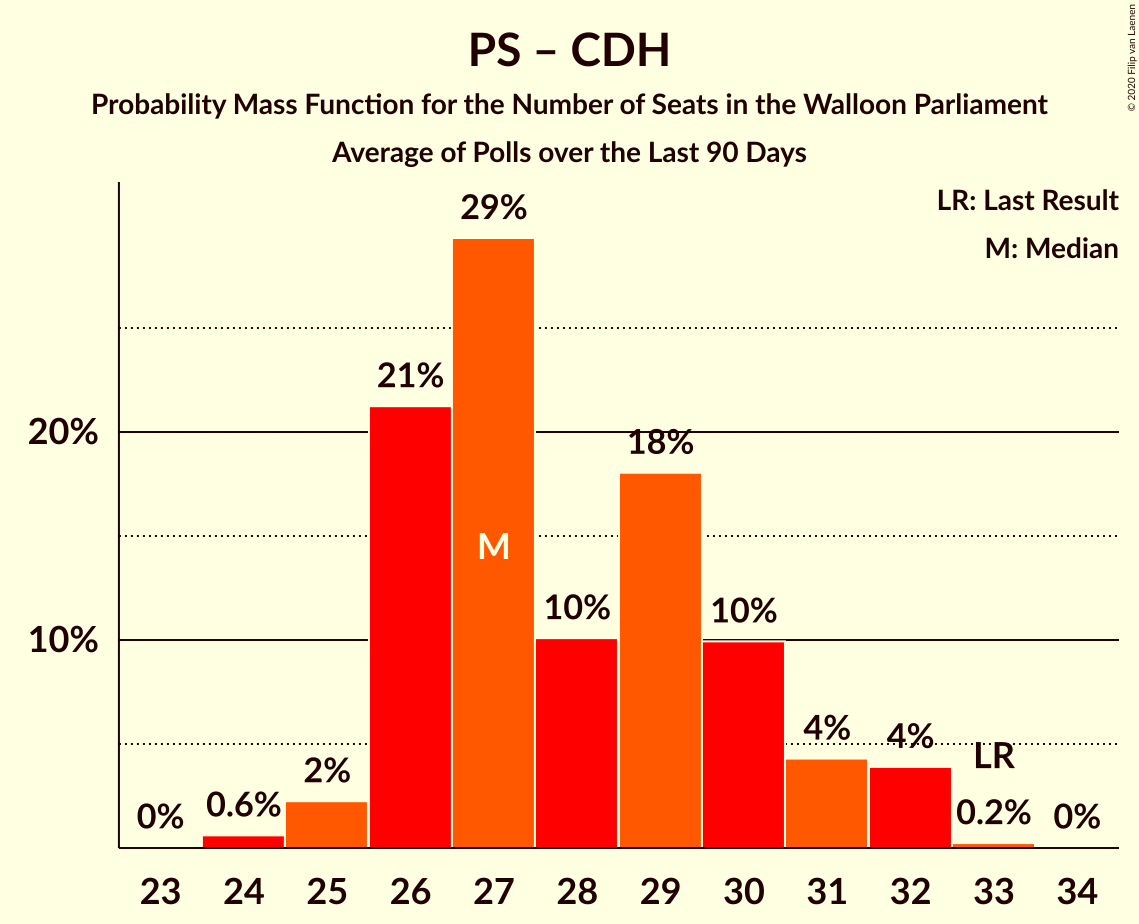 PS – CDH
Probability Mass Function for the Number of Seats in the Walloon Parliament
Average of Polls over the Last 90 Days
© 2020 Filip van Laenen
LR: Last Result
M: Median
20%
10%
0%
0.6%
2%
21%
29%
M
10%
18%
10%
4%
4%
LR
0.2%
0%
23 24 25 26 27 28 29 30 31 32 33 34